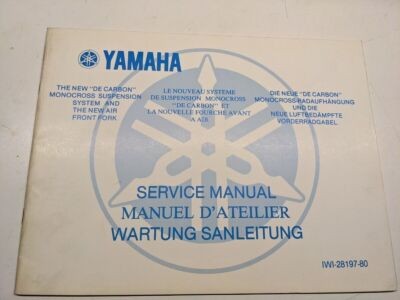 YAMAHA
THE NEW "DE CARBON"
MONOCROSS SUSPENSION
SYSTEM AND
THE NEW AIR
FRONT FORK
LE NOUVEAU SYSTEME
DE SUSPENSION MONOCROSS
"DE CARBON" ET
LA NOUVELLE FOURCHE AVANT
A AIR
DIE NEUE "DE CARBON"
MONOCROSS-RADAUFHÄNGUNG
UND DIE
NEUE LUFTBEDÄMPFTE
VORDERRADGABEL
SERVICE MANUAL
MANUEL D'ATEILIER
WARTUNG SANLEITUNG
IWI-28197-80